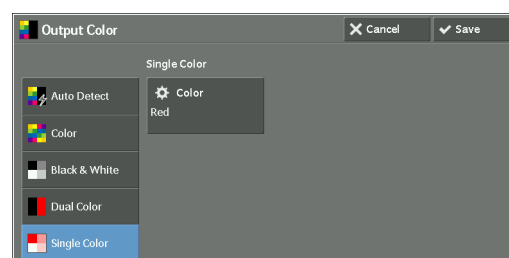 Output Color
Cancel
Save
Single Color
Auto Detect
Color
Red
Color
Black & White
Dual Color
Single Color